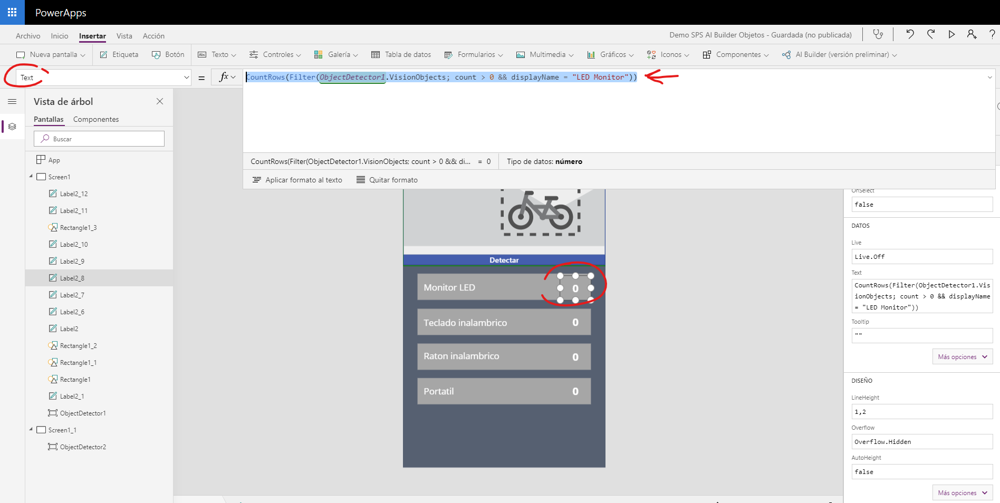 PowerApps
Archivo Inicio Insertar Vista Acción
Demo SPS AI Builder Objetos - Guardada (no publicada)
?
Nueva pantalla Etiqueta Botón Abc Texto Controles Galería Tabla de datos Formularios Multimedia Gráficos Iconos Componentes AI Builder (versión preliminar)
Text = fx CountRows(Filter(ObjectDetector1.VisionObjects; count > 0 && displayName = "LED Monitor"))
CountRows(Filter(ObjectDetector1.VisionObjects; count > 0 && di... = 0 Tipo de datos: número
Aplicar formato al texto Quitar formato
Vista de árbol
Pantallas Componentes
Buscar
App
Screen1
Label2_12
Label2_11
Rectangle1_3
Label2_10
Label2_9
Label2_8
Label2_7
Label2_6
Label2
Rectangle1_2
Rectangle1_1
Rectangle1
Label2_1
ObjectDetector1
Screen1_1
ObjectDetector2
Detectar
Monitor LED 0
Teclado inalambrico 0
Raton inalambrico 0
Portatil 0
OnSelect
false
DATOS
Live
Live.Off
Text
CountRows(Filter(ObjectDetector1.Vis
ionObjects; count > 0 && displayName
= "LED Monitor"))
Tooltip
""
Más opciones
DISEÑO
LineHeight
1,2
Overflow
Overflow.Hidden
AutoHeight
false
Más opciones